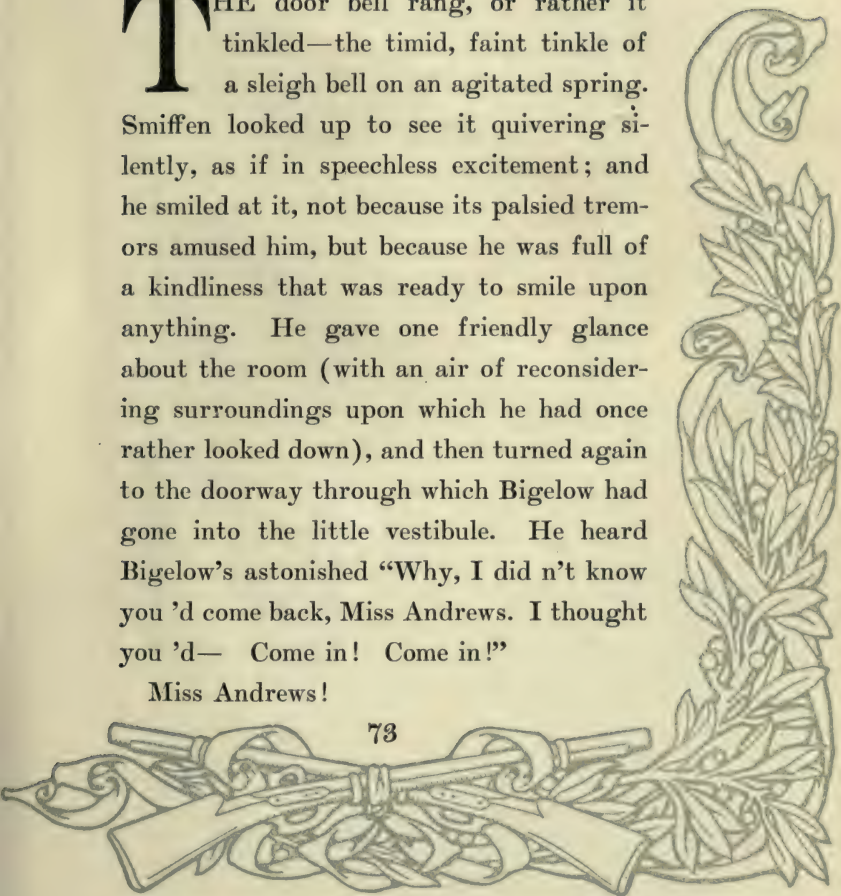 THE door bell rang, or rather it
tinkled—the timid, faint tinkle of
a sleigh bell on an agitated spring.
Smiffen looked up to see it quivering si-
lently, as if in speechless excitement; and
he smiled at it, not because its palsied trem-
ors amused him, but because he was full of
a kindliness that was ready to smile upon
anything. He gave one friendly glance
about the room (with an air of reconsider-
ing surroundings upon which he had once
rather looked down), and then turned again
to the doorway through which Bigelow had
gone into the little vestibule. He heard
Bigelow's astonished “Why, I did n't know
you 'd come back, Miss Andrews. I thought
you 'd— Come in! Come in!”
Miss Andrews!
73